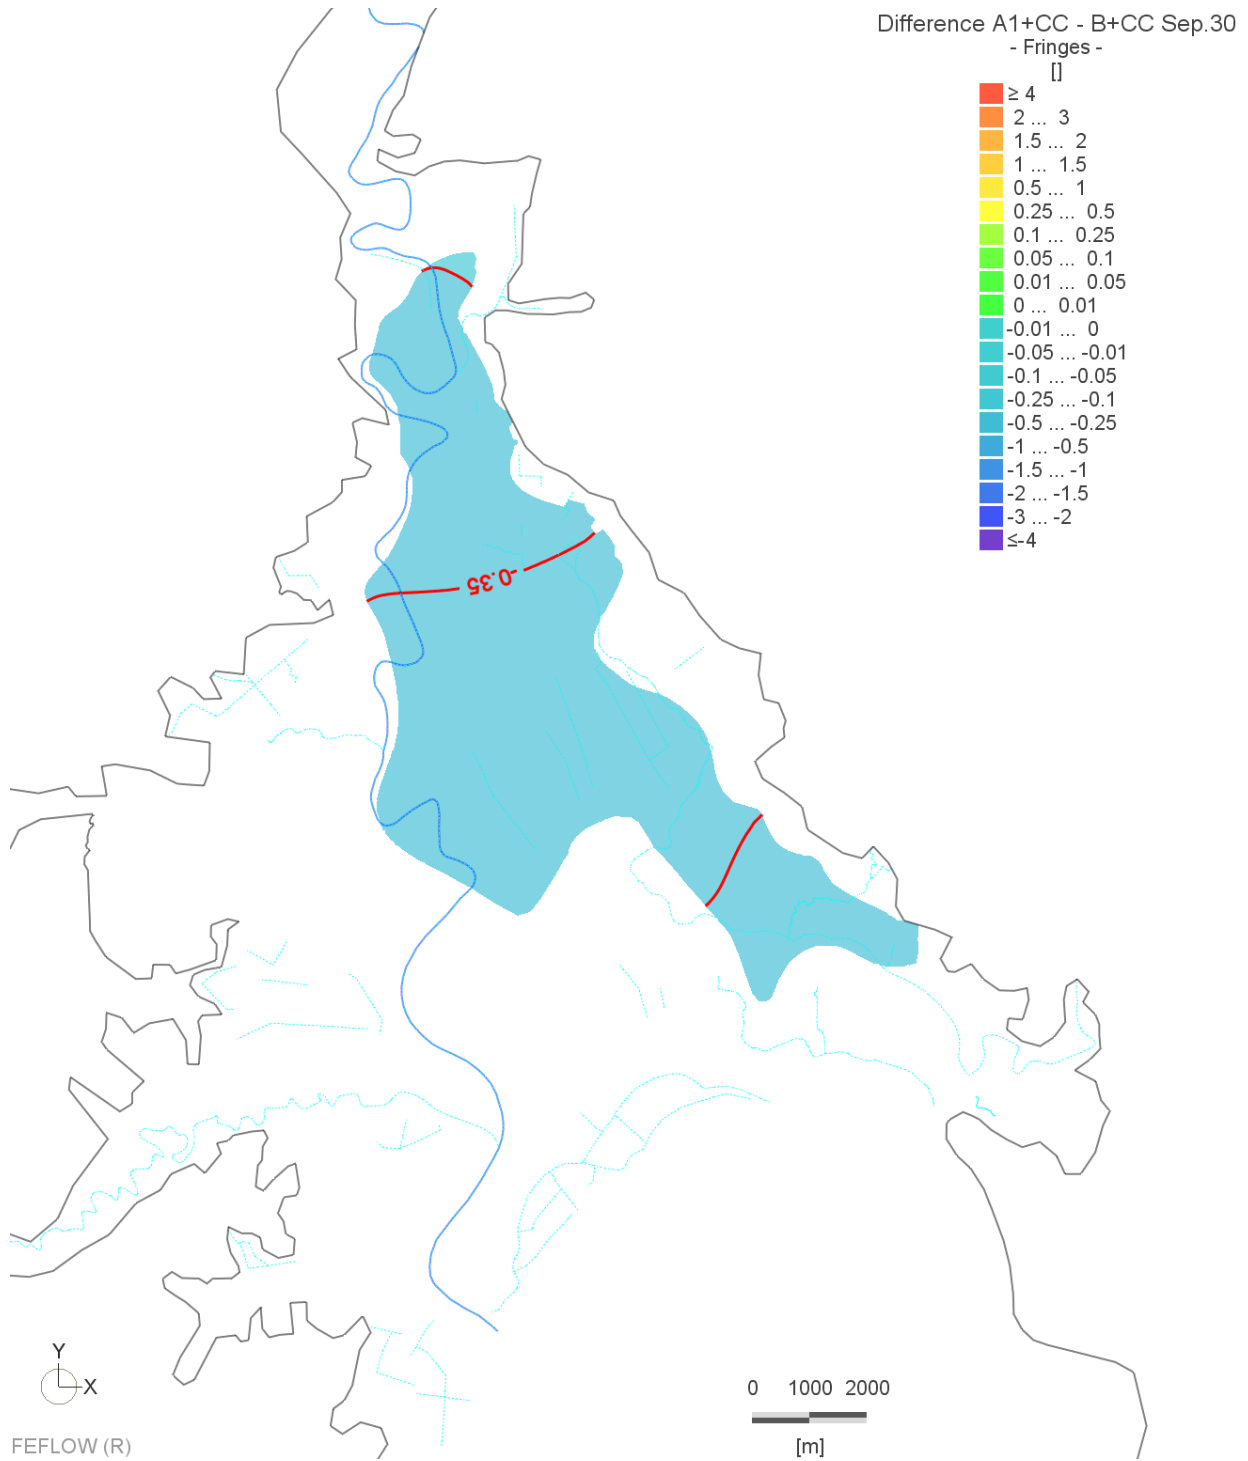 Difference A1+CC - B+CC Sep.30
- Fringes -
[]
≥ 4
2 ... 3
1.5 ... 2
1 ... 1.5
0.5 ... 1
0.25 ... 0.5
0.1 ... 0.25
0.05 ... 0.1
0.01 ... 0.05
0 ... 0.01
-0.01 ... 0
-0.05 ... -0.01
-0.1 ... -0.05
-0.25 ... -0.1
-0.5 ... -0.25
-1 ... -0.5
-1.5 ... -1
-2 ... -1.5
-3 ... -2
≤-4
-0.35
Y
X
0 1000 2000
[m]
FEFLOW (R)